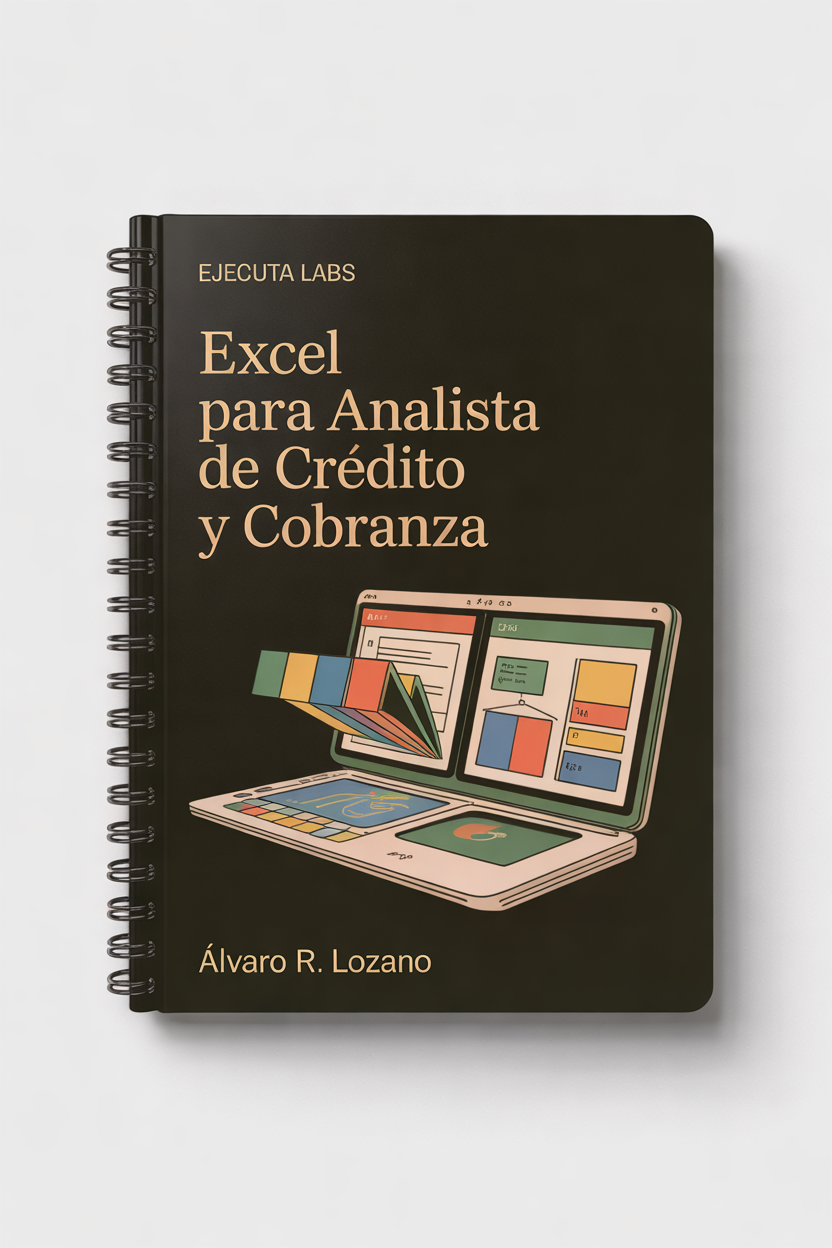 EJECUTA LABS
Excel
para Analista
de Crédito
y Cobranza
Álvaro R. Lozano